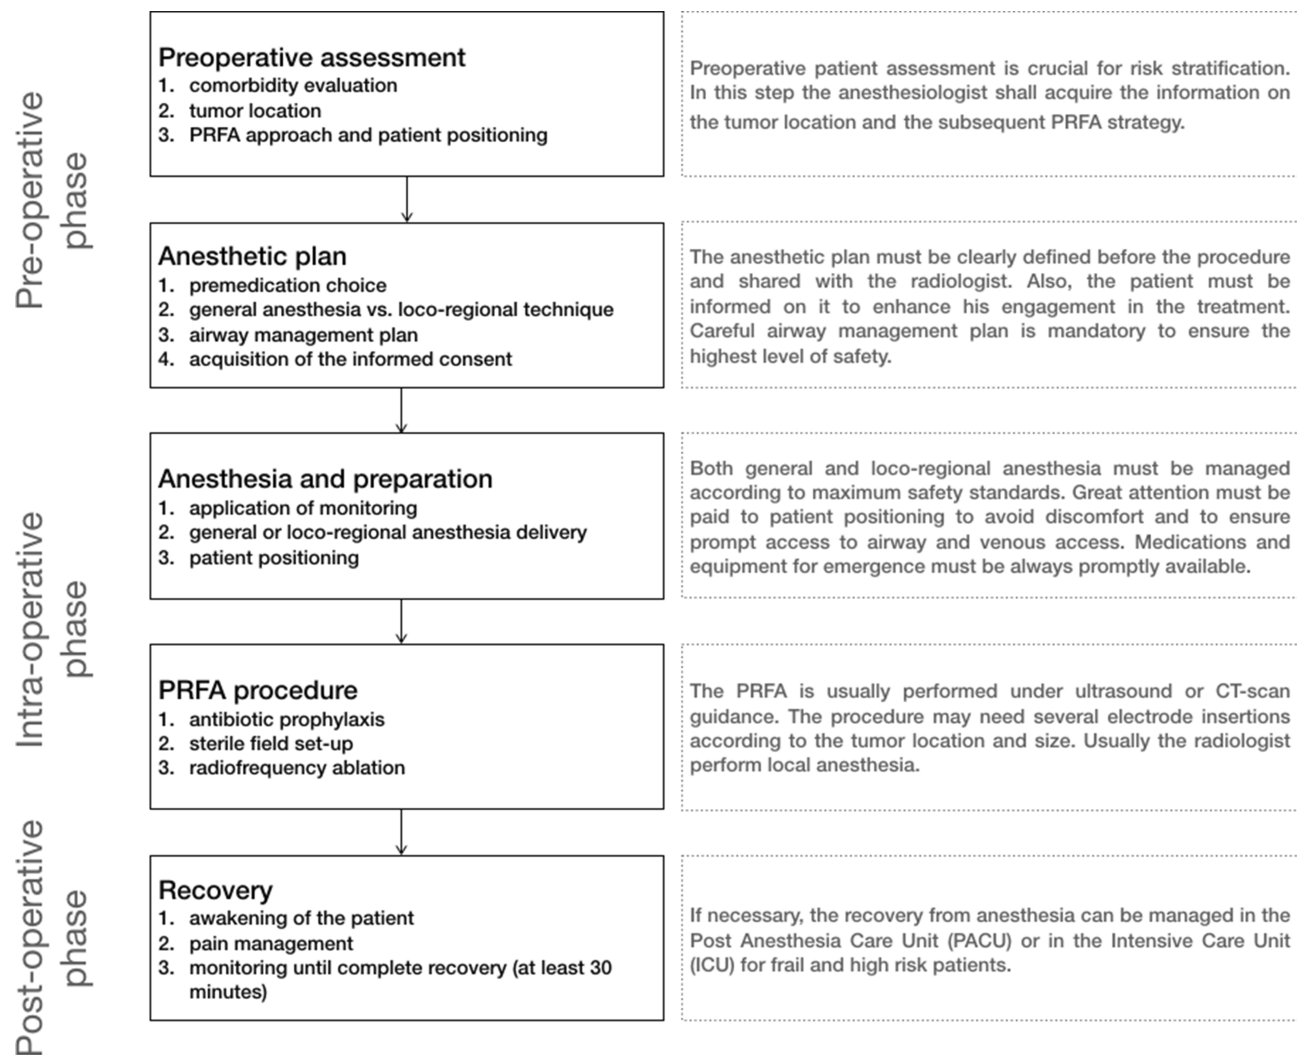 Pre-operative
phase
Preoperative assessment
1. comorbidity evaluation
2. tumor location
3. PRFA approach and patient positioning
Preoperative patient assessment is crucial for risk stratification.
In this step the anesthesiologist shall acquire the information on
the tumor location and the subsequent PRFA strategy.
Anesthetic plan
1. premedication choice
2. general anesthesia vs. loco-regional technique
3. airway management plan
4. acquisition of the informed consent
The anesthetic plan must be clearly defined before the procedure
and shared with the radiologist. Also, the patient must be
informed on it to enhance his engagement in the treatment.
Careful airway management plan is mandatory to ensure the
highest level of safety.
Intra-operative
phase
Anesthesia and preparation
1. application of monitoring
2. general or loco-regional anesthesia delivery
3. patient positioning
Both general and loco-regional anesthesia must be managed
according to maximum safety standards. Great attention must be
paid to patient positioning to avoid discomfort and to ensure
prompt access to airway and venous access. Medications and
equipment for emergence must be always promptly available.
PRFA procedure
1. antibiotic prophylaxis
2. sterile field set-up
3. radiofrequency ablation
The PRFA is usually performed under ultrasound or CT-scan
guidance. The procedure may need several electrode insertions
according to the tumor location and size. Usually the radiologist
perform local anesthesia.
Post-operative
phase
Recovery
1. awakening of the patient
2. pain management
3. monitoring until complete recovery (at least 30
minutes)
If necessary, the recovery from anesthesia can be managed in the
Post Anesthesia Care Unit (PACU) or in the Intensive Care Unit
(ICU) for frail and high risk patients.